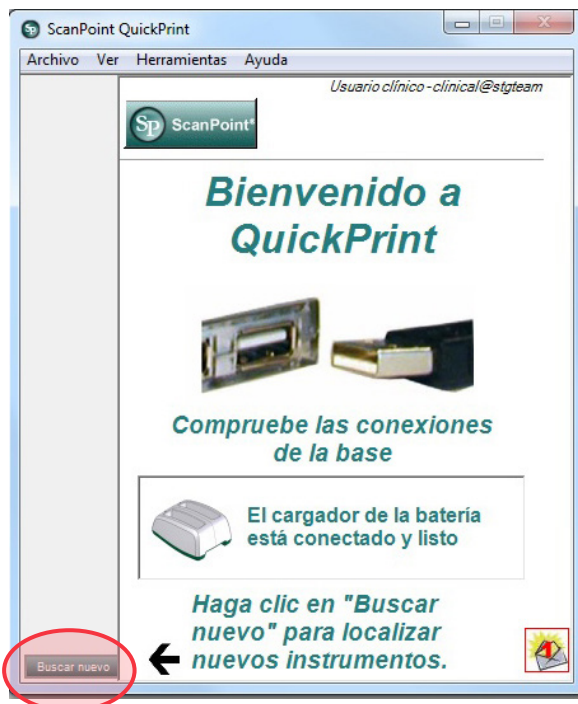 ScanPoint QuickPrint
Archivo Ver Herramientas Ayuda
Usuario clínico - clinical@stgteam
Sp ScanPoint®
Bienvenido a
QuickPrint
Compruebe las conexiones
de la base
El cargador de la batería
está conectado y listo
Haga clic en "Buscar
nuevo" para localizar
nuevos instrumentos.
Buscar nuevo